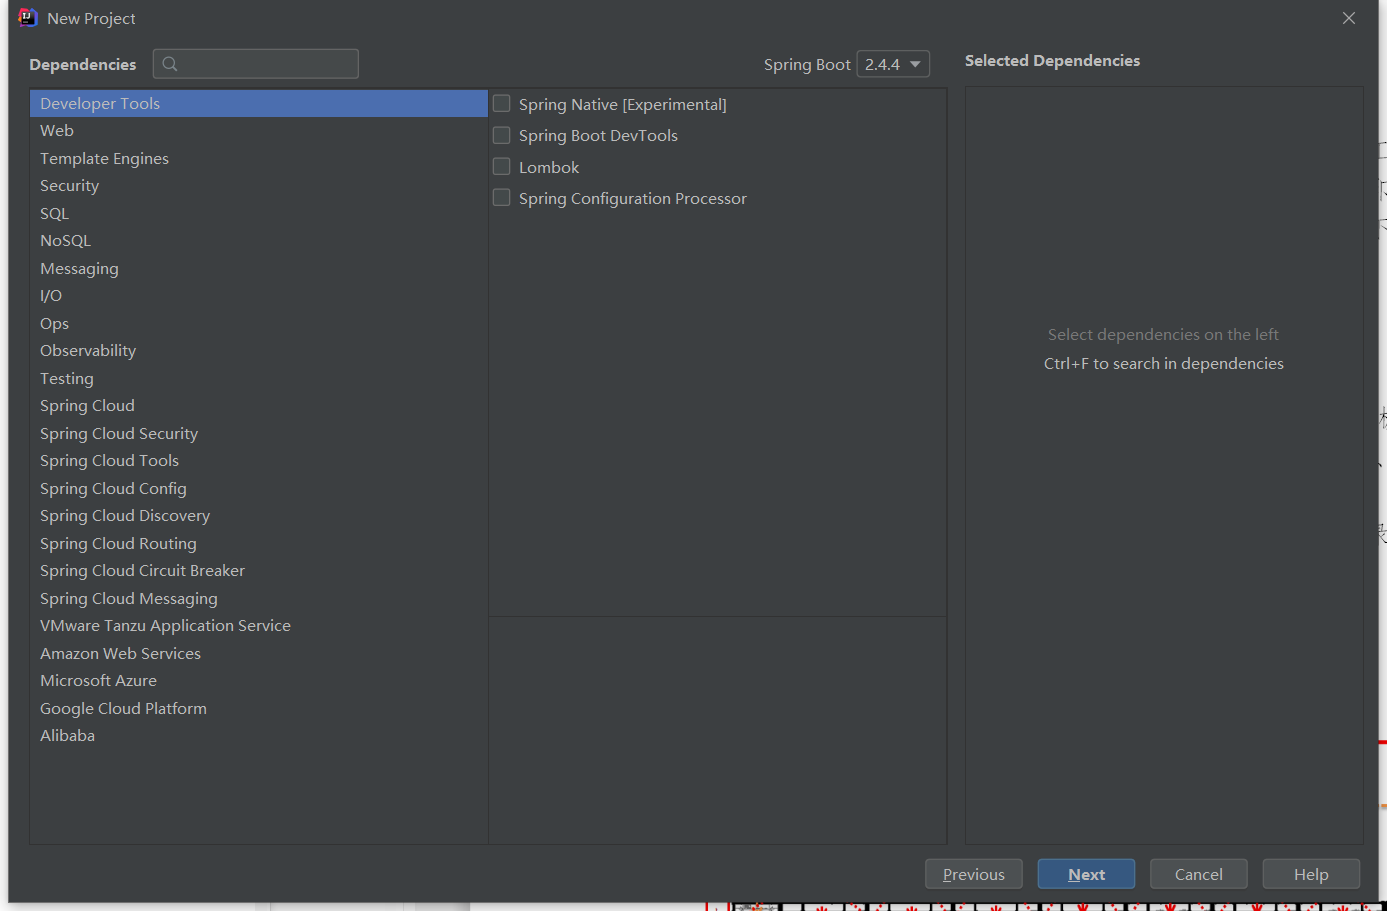 New Project
Dependencies
Spring Boot 2.4.4
Selected Dependencies
Developer Tools
Web
Template Engines
Security
SQL
NoSQL
Messaging
I/O
Ops
Observability
Testing
Spring Cloud
Spring Cloud Security
Spring Cloud Tools
Spring Cloud Config
Spring Cloud Discovery
Spring Cloud Routing
Spring Cloud Circuit Breaker
Spring Cloud Messaging
VMware Tanzu Application Service
Amazon Web Services
Microsoft Azure
Google Cloud Platform
Alibaba
Spring Native [Experimental]
Spring Boot DevTools
Lombok
Spring Configuration Processor
Select dependencies on the left
Ctrl+F to search in dependencies
Previous
Next
Cancel
Help